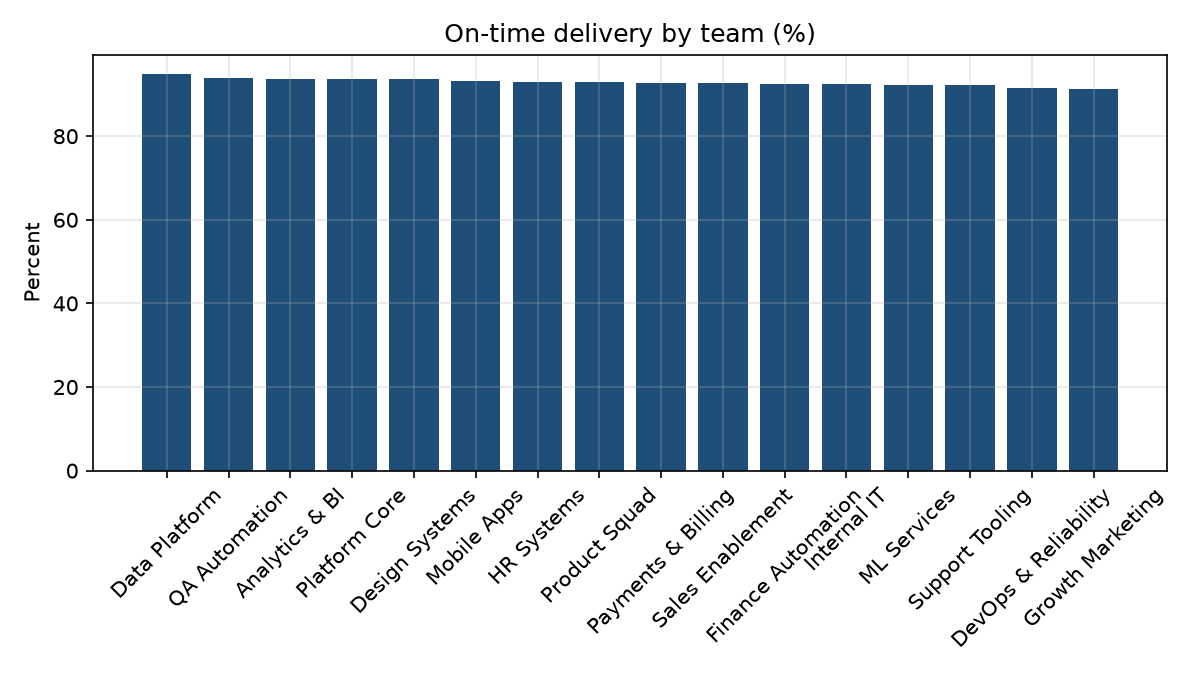 On-time delivery by team (%)
Percent
80
60
40
20
0
Data Platform
QA Automation
Analytics & BI
Platform Core
Design Systems
Mobile Apps
HR Systems
Product Squad
Payments & Billing
Sales Enablement
Finance Automation
Internal IT
ML Services
Support Tooling
DevOps & Reliability
Growth Marketing